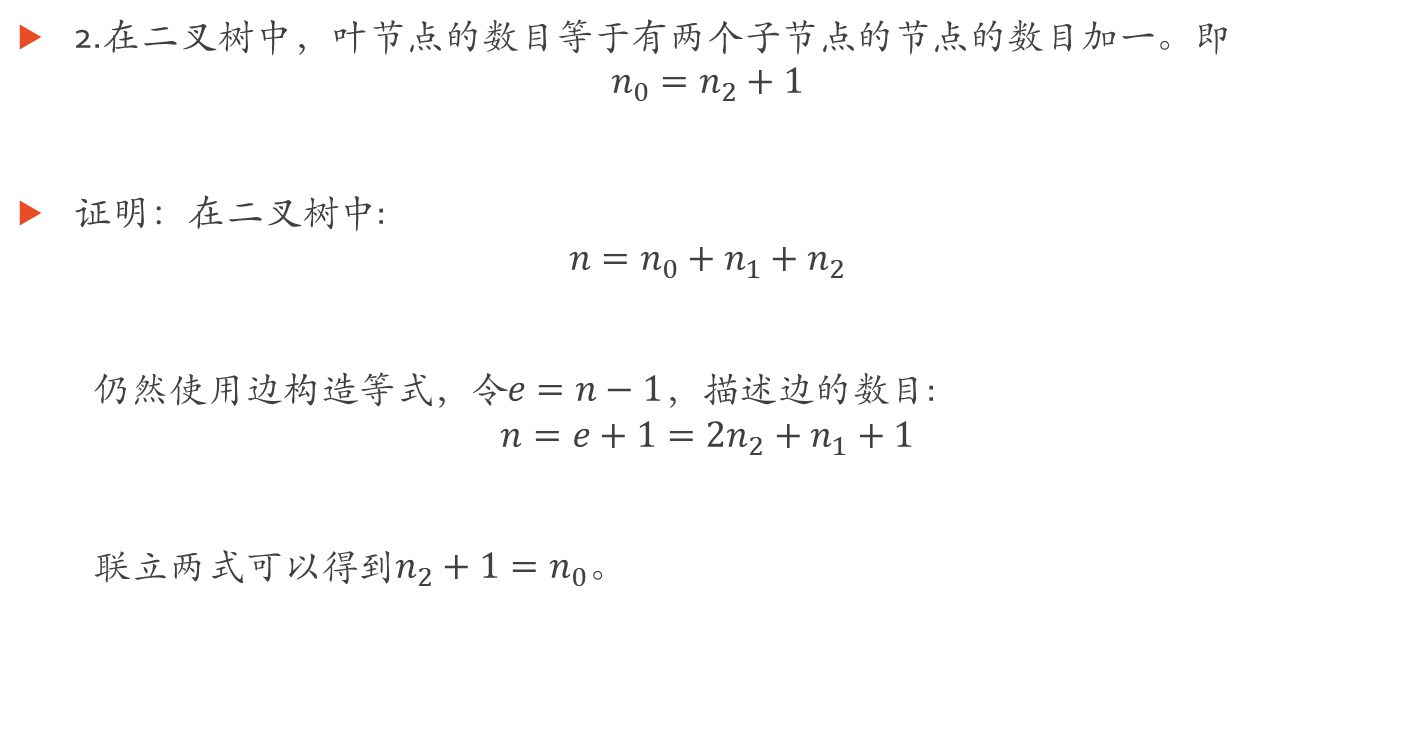 2.在二叉树中，叶节点的数目等于有两个子节点的节点的数目加一。即
n₀ = n₂ + 1
证明：在二叉树中:
n = n₀ + n₁ + n₂
仍然使用边构造等式，令e = n − 1，描述边的数目:
n = e + 1 = 2n₂ + n₁ + 1
联立两式可以得到n₂ + 1 = n₀。